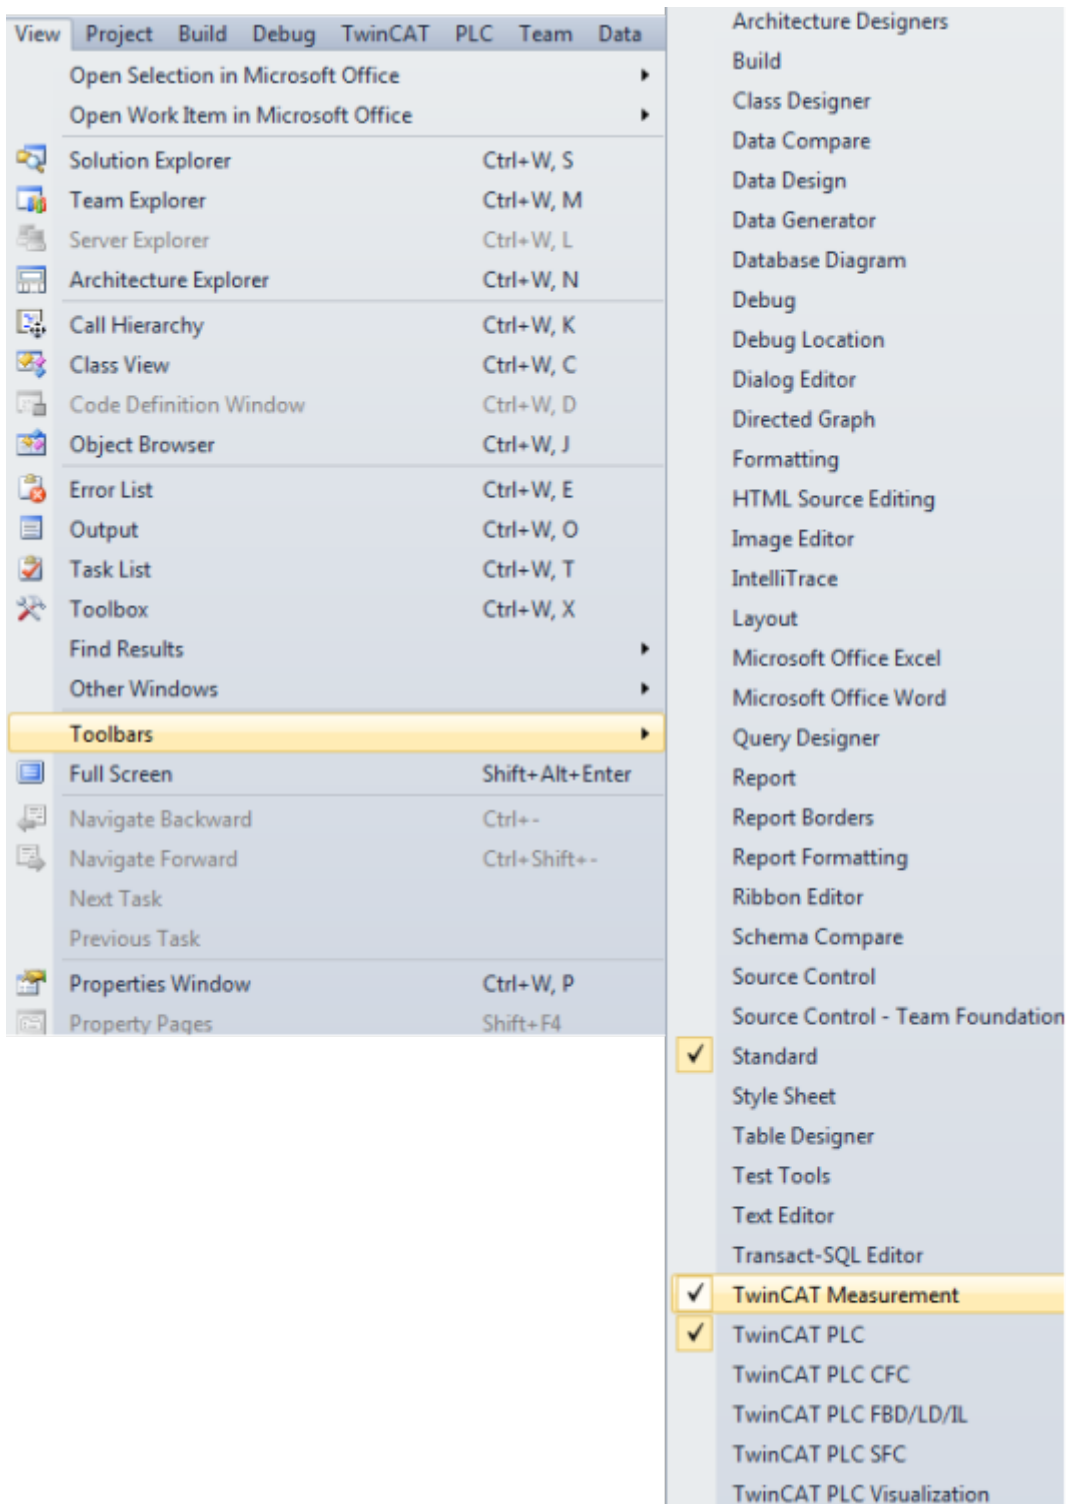 View Project Build Debug TwinCAT PLC Team Data
Open Selection in Microsoft Office
Open Work Item in Microsoft Office
Solution Explorer Ctrl+W, S
Team Explorer Ctrl+W, M
Server Explorer Ctrl+W, L
Architecture Explorer Ctrl+W, N
Call Hierarchy Ctrl+W, K
Class View Ctrl+W, C
Code Definition Window Ctrl+W, D
Object Browser Ctrl+W, J
Error List Ctrl+W, E
Output Ctrl+W, O
Task List Ctrl+W, T
Toolbox Ctrl+W, X
Find Results
Other Windows
Toolbars
Full Screen Shift+Alt+Enter
Navigate Backward Ctrl+-
Navigate Forward Ctrl+Shift+-
Next Task
Previous Task
Properties Window Ctrl+W, P
Property Pages Shift+F4
Architecture Designers
Build
Class Designer
Data Compare
Data Design
Data Generator
Database Diagram
Debug
Debug Location
Dialog Editor
Directed Graph
Formatting
HTML Source Editing
Image Editor
IntelliTrace
Layout
Microsoft Office Excel
Microsoft Office Word
Query Designer
Report
Report Borders
Report Formatting
Ribbon Editor
Schema Compare
Source Control
Source Control - Team Foundation
Standard
Style Sheet
Table Designer
Test Tools
Text Editor
Transact-SQL Editor
TwinCAT Measurement
TwinCAT PLC
TwinCAT PLC CFC
TwinCAT PLC FBD/LD/IL
TwinCAT PLC SFC
TwinCAT PLC Visualization